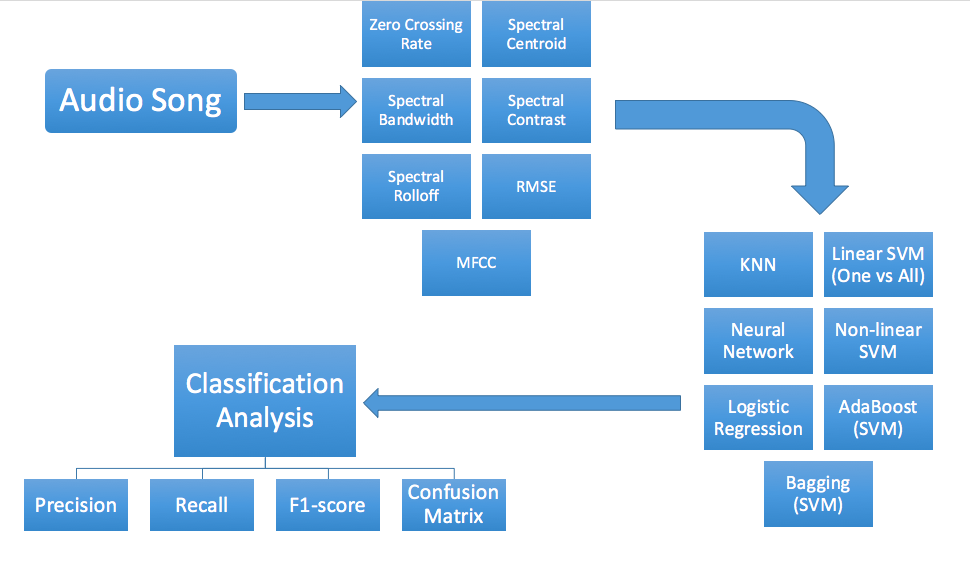 Zero Crossing
Rate
Spectral
Centroid
Audio Song
Spectral
Bandwidth
Spectral
Contrast
Spectral
Rolloff
RMSE
MFCC
KNN
Linear SVM
(One vs All)
Neural
Network
Non-linear
SVM
Logistic
Regression
AdaBoost
(SVM)
Bagging
(SVM)
Classification
Analysis
Precision
Recall
F1-score
Confusion
Matrix